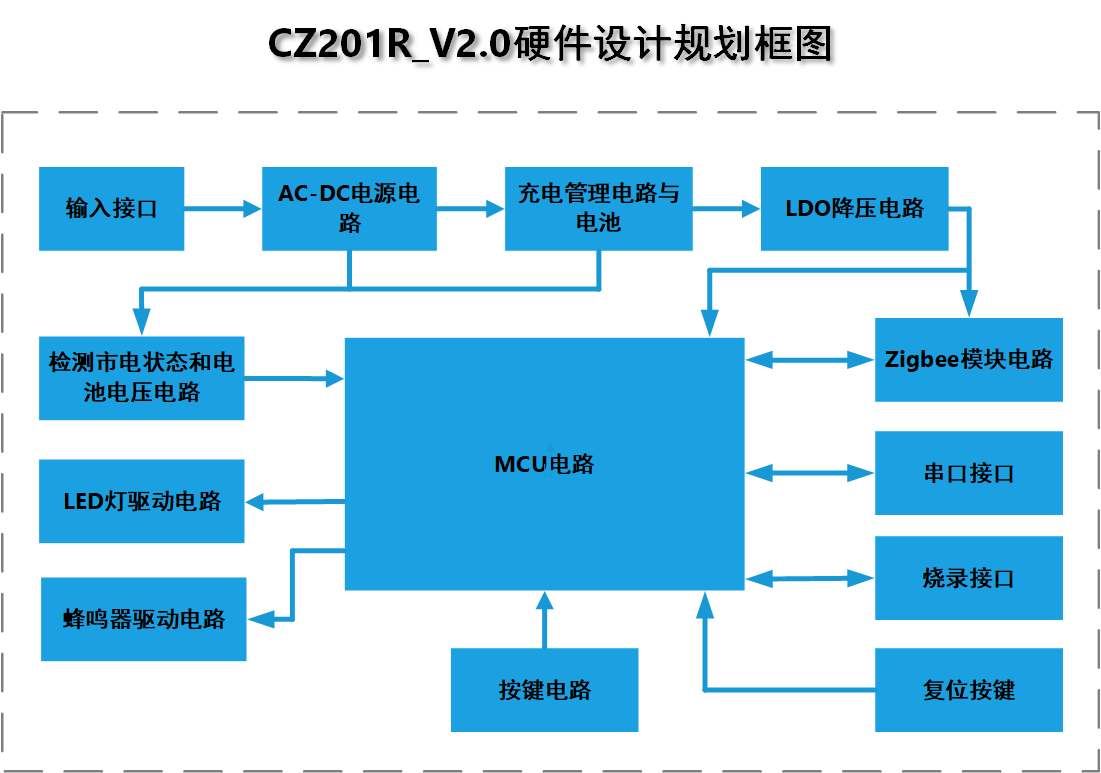 CZ201R_V2.0硬件设计规划框图
输入接口
AC-DC电源电
路
充电管理电路与
电池
LDO降压电路
检测市电状态和电
池电压电路
Zigbee模块电路
MCU电路
串口接口
LED灯驱动电路
烧录接口
蜂鸣器驱动电路
按键电路
复位按键